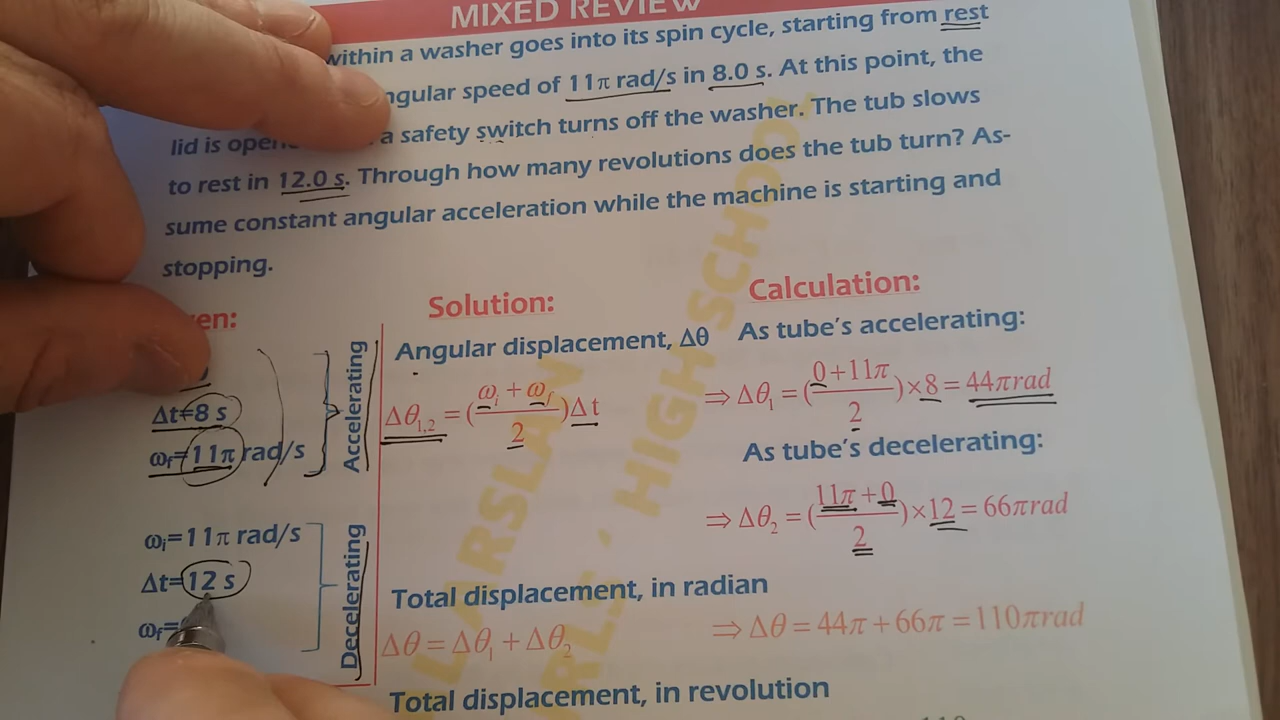 MIXED REVIEW
within a washer goes into its spin cycle, starting from rest
ngular speed of 11π rad/s in 8.0 s. At this point, the
lid is open a safety switch turns off the washer. The tub slows
to rest in 12.0 s. Through how many revolutions does the tub turn? As-
sume constant angular acceleration while the machine is starting and
stopping.
en:
Δt=8 s
ωf=11π rad/s
Accelerating
ωi=11π rad/s
Δt=12 s
ωf=
Decelerating
Solution:
Angular displacement, Δθ
Δθ1,2 = (ωi + ωf / 2)Δt
Calculation:
As tube's accelerating:
⇒ Δθ1 = (0+11π / 2)×8 = 44πrad
As tube's decelerating:
⇒ Δθ2 = (11π+0 / 2)×12 = 66πrad
Total displacement, in radian
Δθ = Δθ1 + Δθ2 ⇒ Δθ = 44π + 66π = 110πrad
Total displacement, in revolution
ARSLAN
HIGH SCHOOL